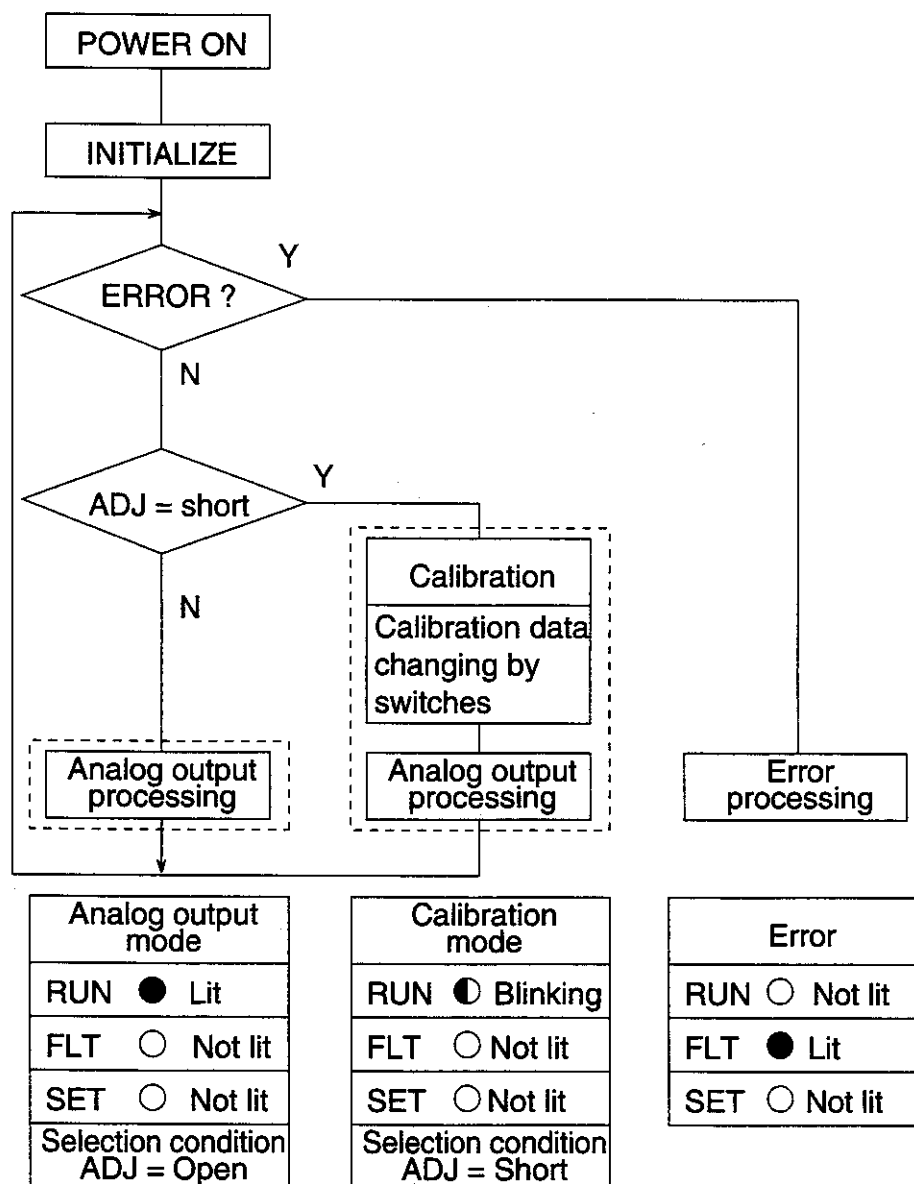 POWER ON
INITIALIZE
Y
ERROR ?
N
Y
ADJ = short
N
Calibration
Calibration data
changing by
switches
Analog output
processing
Analog output
processing
Error
processing
Analog output
mode
RUN Lit
FLT Not lit
SET Not lit
Selection condition
ADJ = Open
Calibration
mode
RUN Blinking
FLT Not lit
SET Not lit
Selection condition
ADJ = Short
Error
RUN Not lit
FLT Lit
SET Not lit